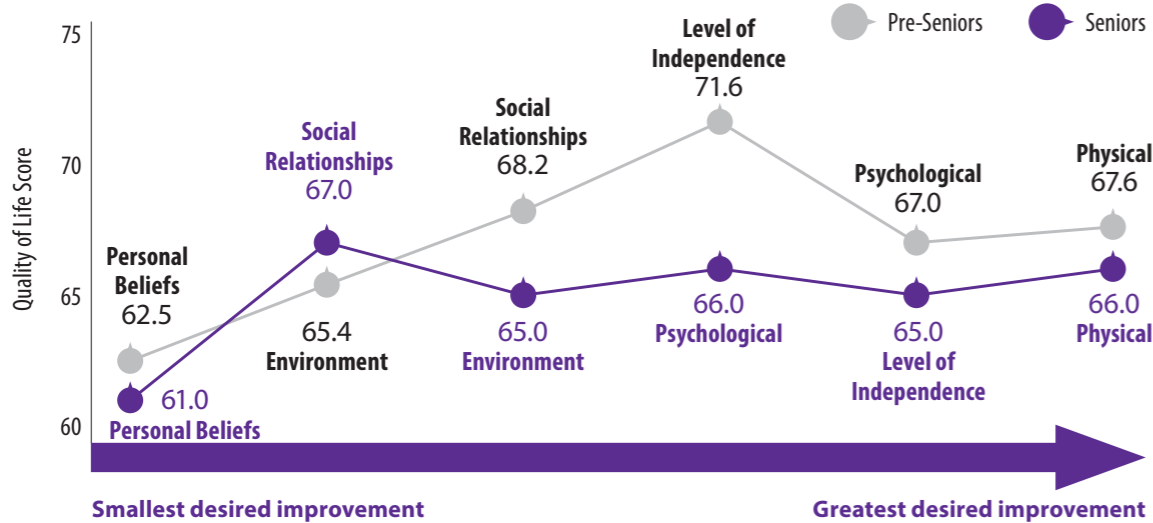 75
70
65
60
Quality of Life Score
Pre-Seniors
Seniors
Personal
Beliefs
62.5
61.0
Personal Beliefs
Social
Relationships
67.0
65.4
Environment
Social
Relationships
68.2
65.0
Environment
Level of
Independence
71.6
66.0
Psychological
Psychological
67.0
65.0
Level of
Independence
Physical
67.6
66.0
Physical
Smallest desired improvement
Greatest desired improvement